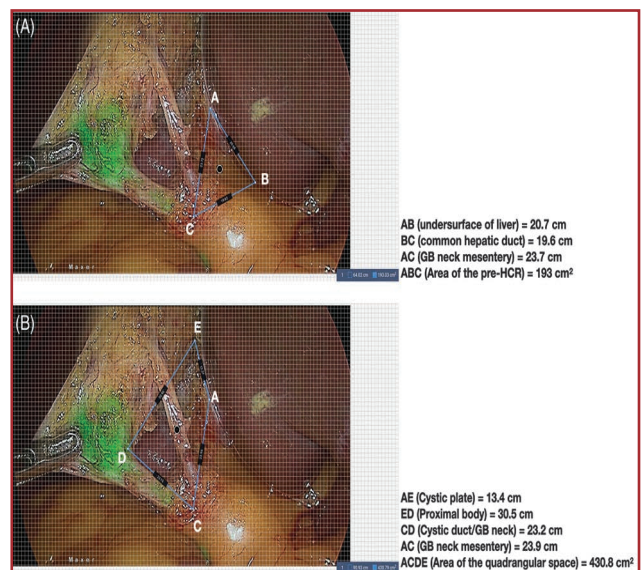 (A)
A
B
C
AB (undersurface of liver) = 20.7 cm
BC (common hepatic duct) = 19.6 cm
AC (GB neck mesentery) = 23.7 cm
ABC (Area of the pre-HCR) = 193 cm²
(B)
E
A
D
C
AE (Cystic plate) = 13.4 cm
ED (Proximal body) = 30.5 cm
CD (Cystic duct/GB neck) = 23.2 cm
AC (GB neck mesentery) = 23.9 cm
ACDE (Area of the quadrangular space) = 430.8 cm²